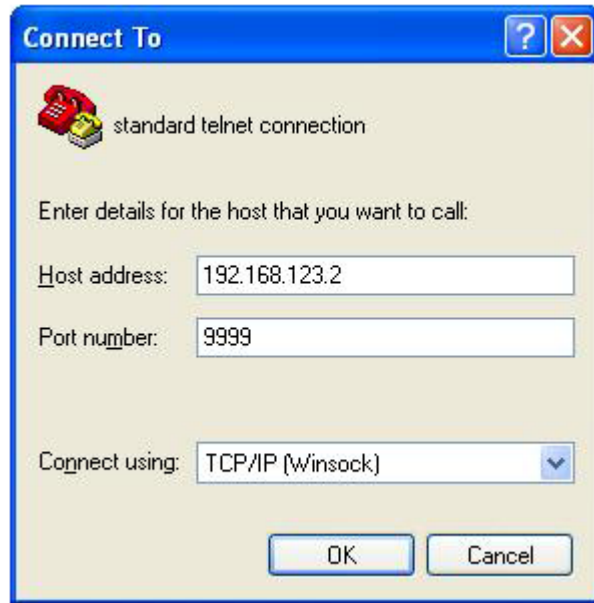 Connect To
standard telnet connection
Enter details for the host that you want to call:
Host address: 192.168.123.2
Port number: 9999
Connect using: TCP/IP (Winsock)
OK Cancel